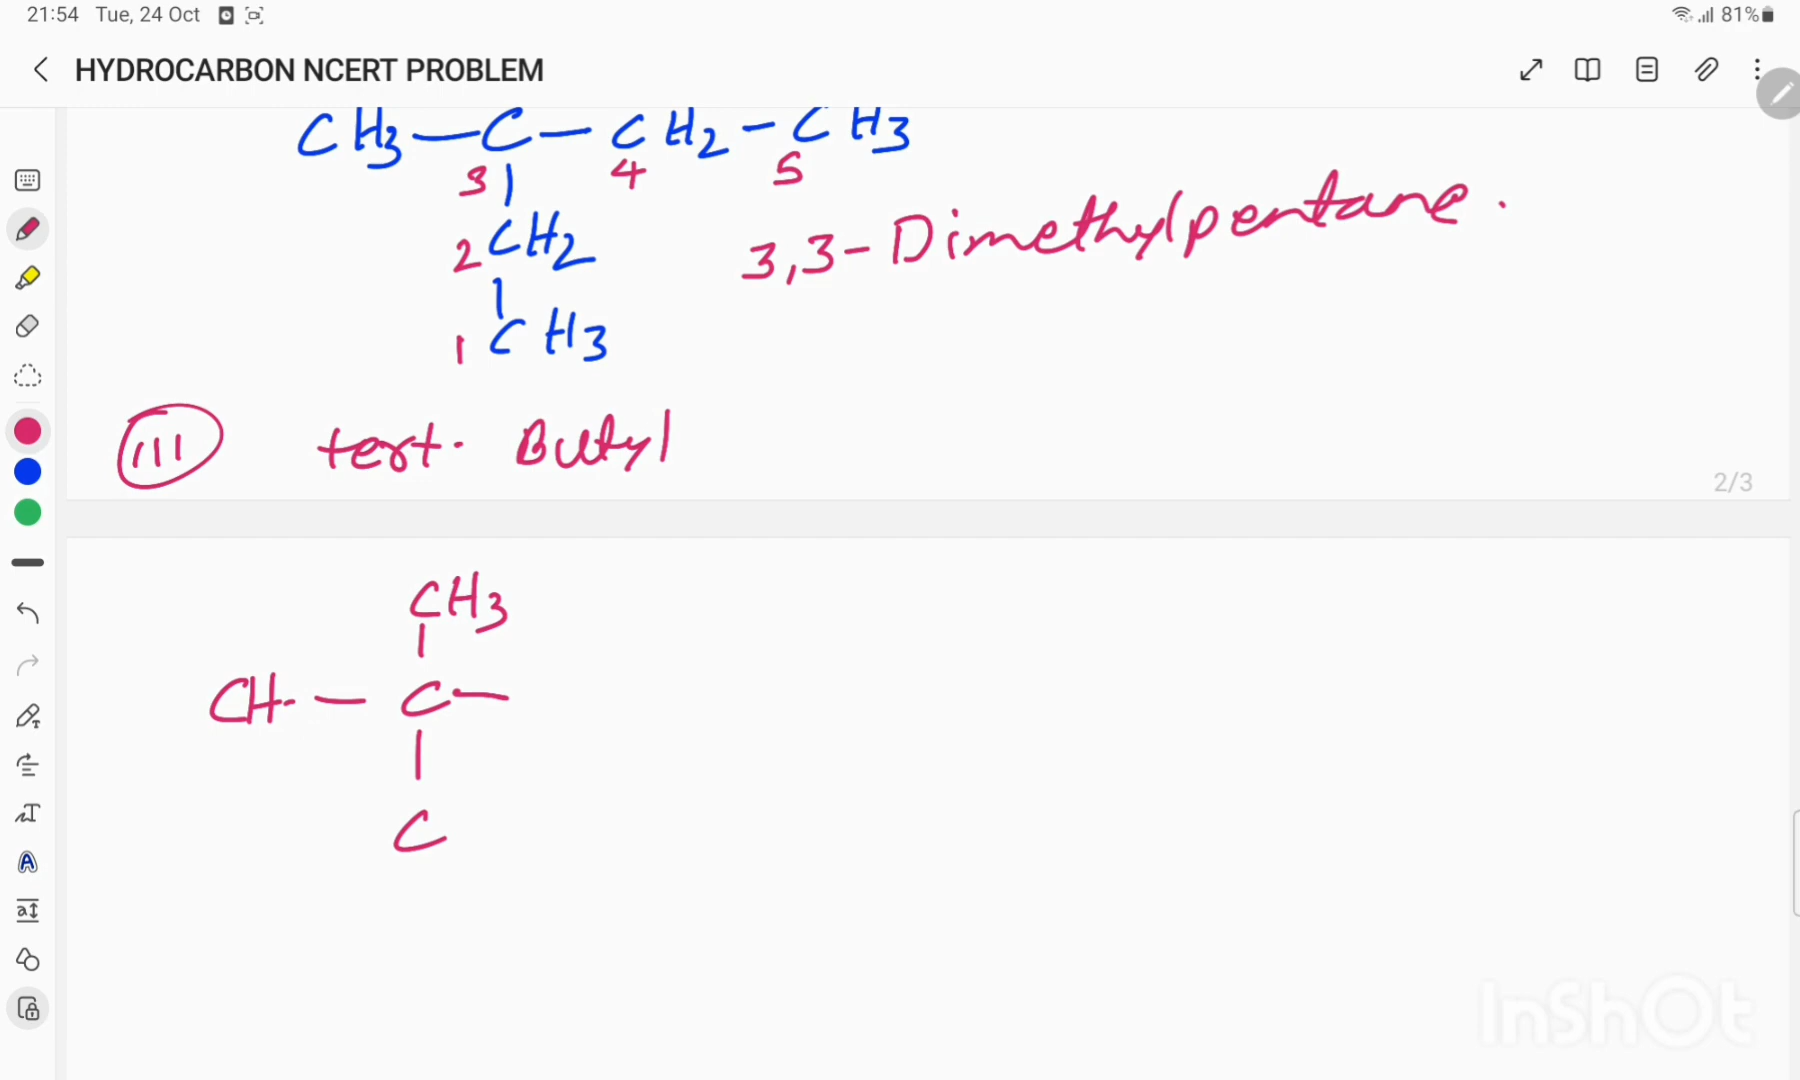 21:54 Tue, 24 Oct 81%
HYDROCARBON NCERT PROBLEM
CH3—C—CH2-CH3
3 4 5
2 CH2
3,3-Dimethylpentane.
1 CH3
III tert. Butyl
2/3
CH3
CH - C -
C
InShOt